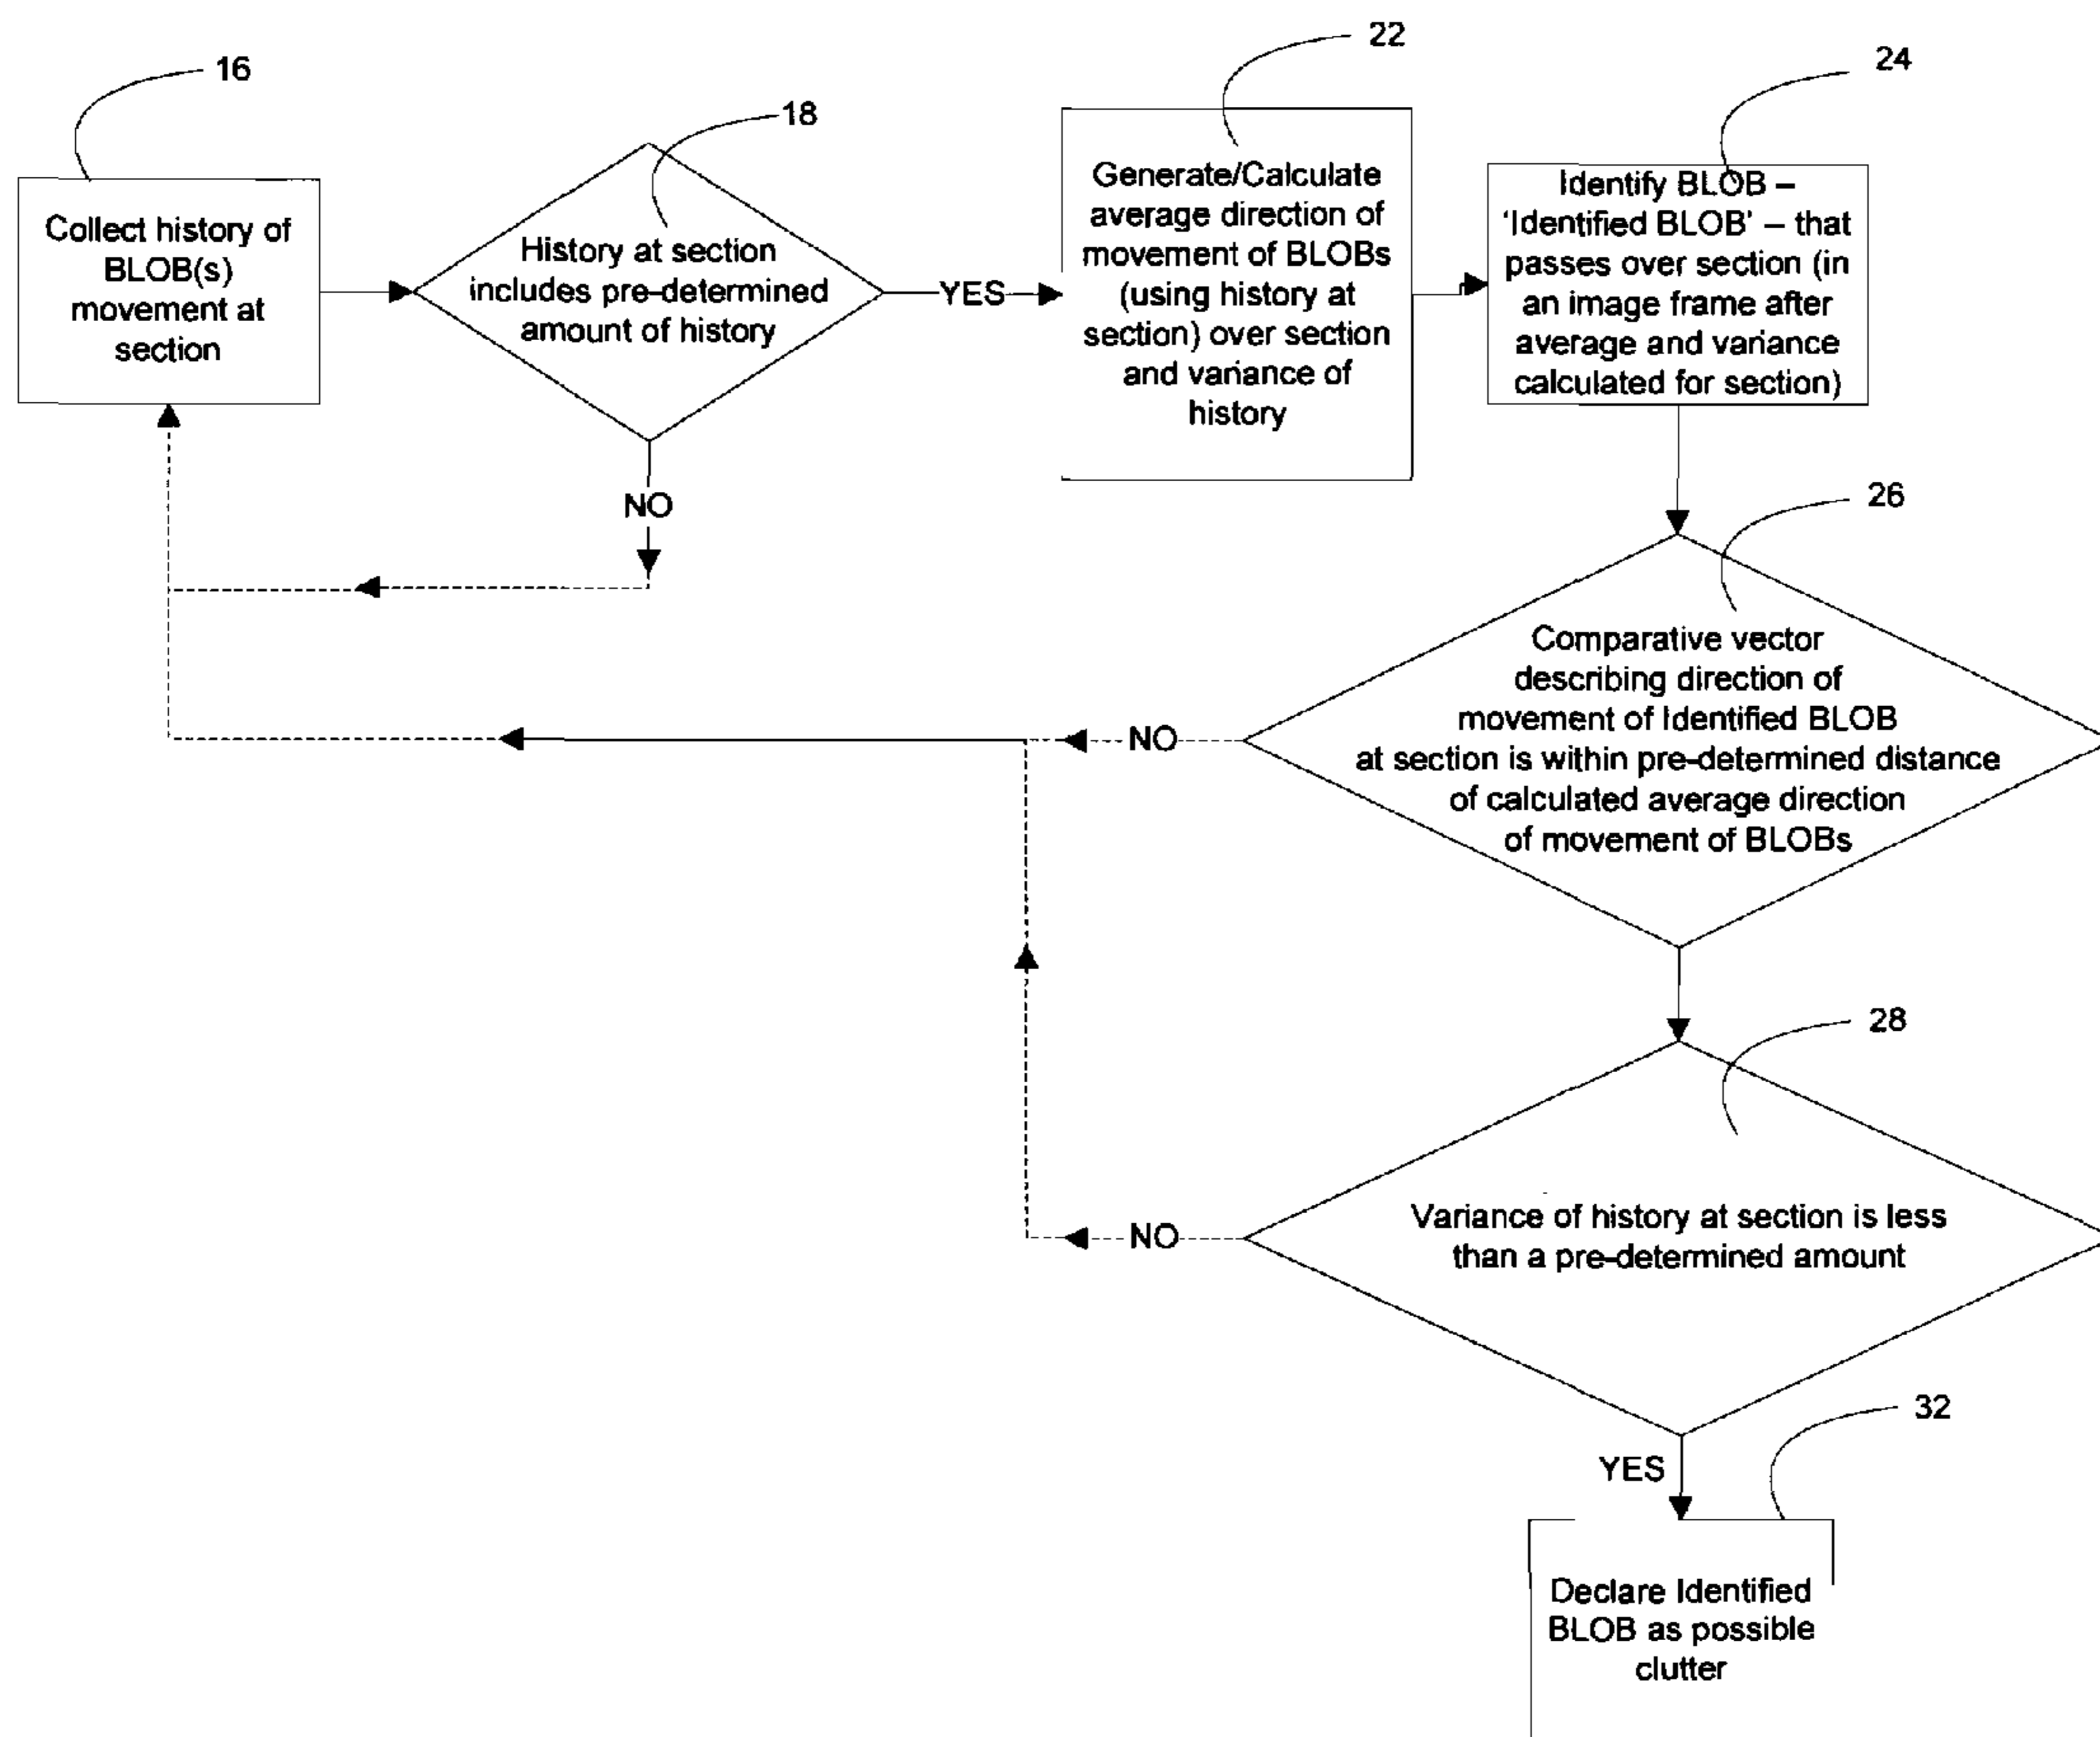 16
Collect history of
BLOB(s)
movement at
section
18
History at section
includes pre-determined
amount of history
YES
NO
22
Generate/Calculate
average direction of
movement of BLOBs
(using history at
section) over section
and variance of
history
24
Identify BLOB –
‘Identified BLOB’ – that
passes over section (in
an image frame after
average and variance
calculated for section)
26
Comparative vector
describing direction of
movement of Identified BLOB
at section is within pre-determined distance
of calculated average direction
of movement of BLOBs
NO
28
Variance of history at section is less
than a pre-determined amount
NO
YES
32
Declare Identified
BLOB as possible
clutter